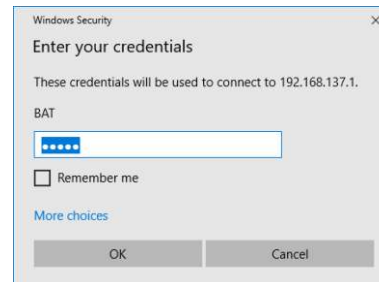 Windows Security
Enter your credentials
These credentials will be used to connect to 192.168.137.1.
BAT
•••••
Remember me
More choices
OK Cancel